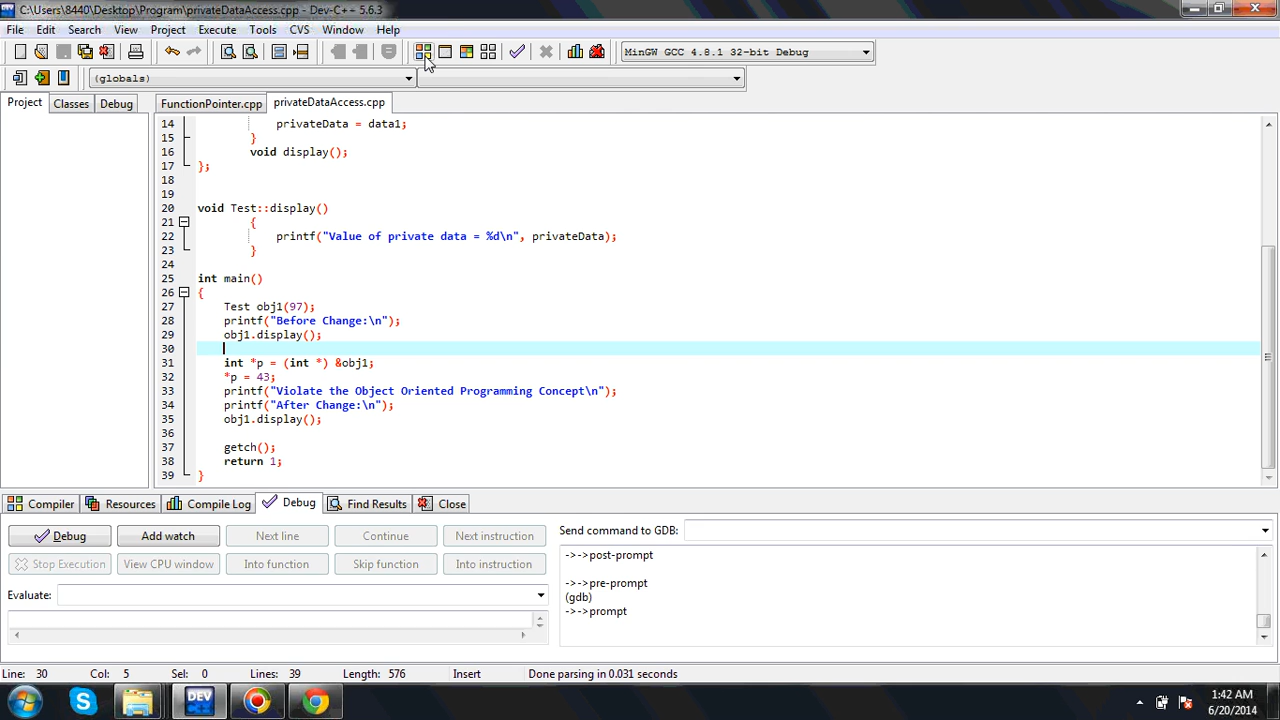 C:\Users\8440\Desktop\Program\privateDataAccess.cpp - Dev-C++ 5.6.3
File Edit Search View Project Execute Tools CVS Window Help
MinGW GCC 4.8.1 32-bit Debug
(globals)
Project Classes Debug FunctionPointer.cpp privateDataAccess.cpp
14 privateData = data1;
15 }
16 void display();
17 };
18
19
20 void Test::display()
21 {
22 printf("Value of private data = %d\n", privateData);
23 }
24
25 int main()
26 {
27 Test obj1(97);
28 printf("Before Change:\n");
29 obj1.display();
30
31 int *p = (int *) &obj1;
32 *p = 43;
33 printf("Violate the Object Oriented Programming Concept\n");
34 printf("After Change:\n");
35 obj1.display();
36
37 getch();
38 return 1;
39 }
Compiler Resources Compile Log Debug Find Results Close
Debug Add watch Next line Continue Next instruction Send command to GDB:
Stop Execution View CPU window Into function Skip function Into instruction
Evaluate:
->->post-prompt
->->pre-prompt
(gdb)
->->prompt
Line: 30 Col: 5 Sel: 0 Lines: 39 Length: 576 Insert Done parsing in 0.031 seconds
DEV
1:42 AM
6/20/2014